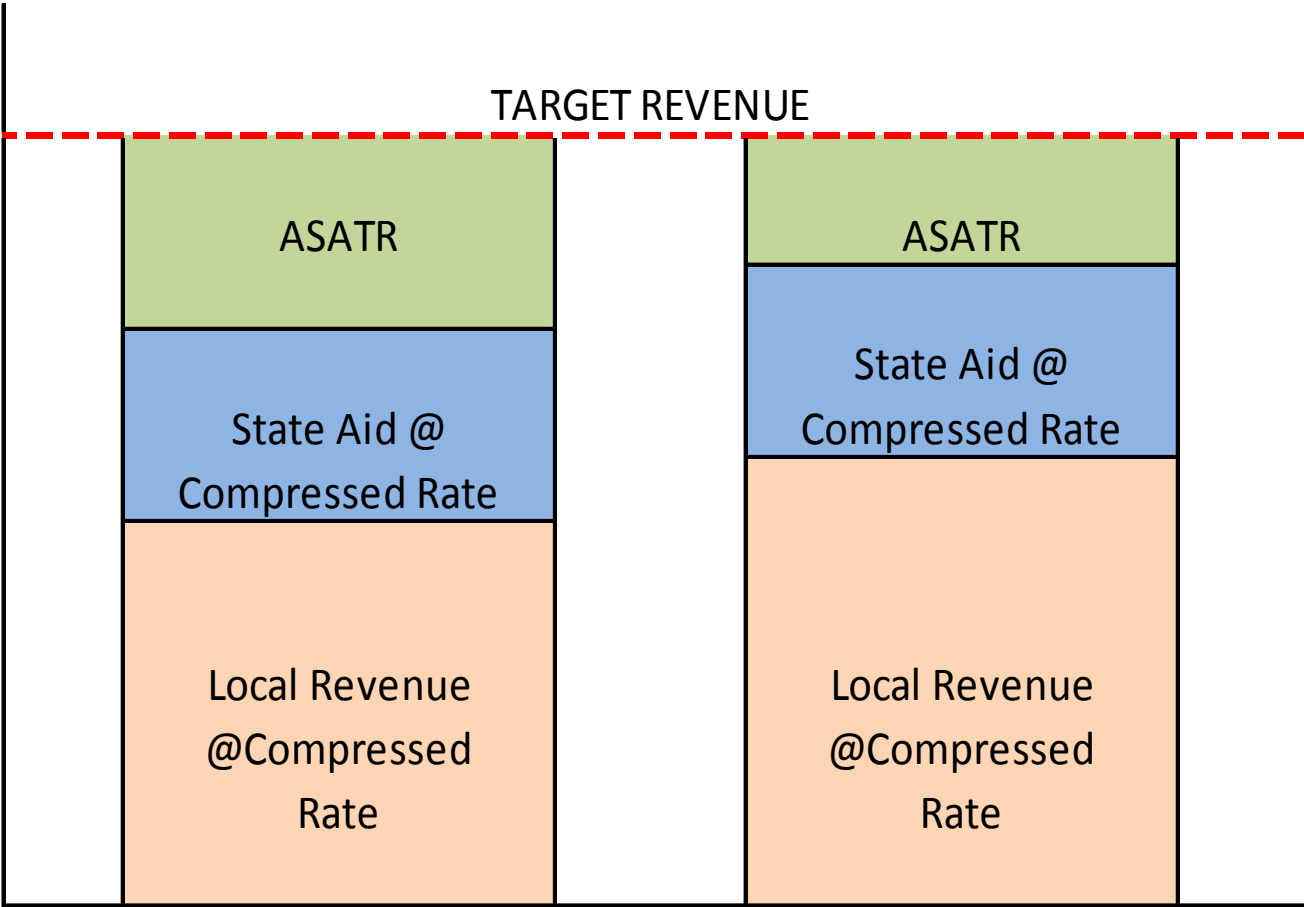 TARGET REVENUE
ASATR
State Aid @
Compressed Rate
Local Revenue
@Compressed
Rate
ASATR
State Aid @
Compressed Rate
Local Revenue
@Compressed
Rate